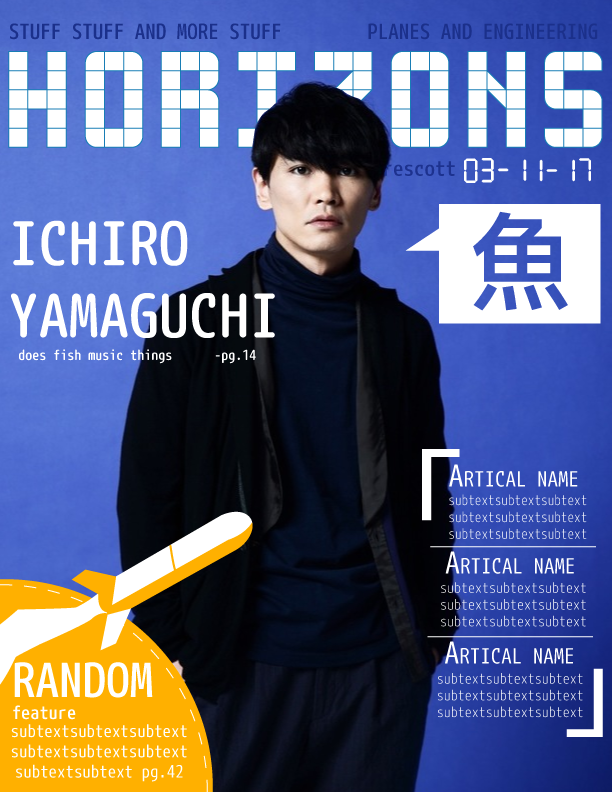 STUFF STUFF AND MORE STUFF
PLANES AND ENGINEERING
HORIZONS
03-11-17
ICHIRO
YAMAGUCHI
does fish music things -pg.14
魚
ARTICAL NAME
subtextsubtextsubtext
subtextsubtextsubtext
subtextsubtextsubtext
ARTICAL NAME
subtextsubtextsubtext
subtextsubtextsubtext
subtextsubtextsubtext
ARTICAL NAME
subtextsubtextsubtext
subtextsubtextsubtext
subtextsubtextsubtext
RANDOM
feature
subtextsubtextsubtext
subtextsubtextsubtext
subtextsubtext pg.42